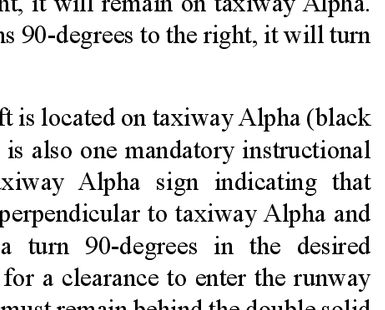 nt, it will remain on taxiway Alpha.
ns 90-degrees to the right, it will turn
ft is located on taxiway Alpha (black
is also one mandatory instructional
axiway Alpha sign indicating that
perpendicular to taxiway Alpha and
a turn 90-degrees in the desired
for a clearance to enter the runway
must remain behind the double solid